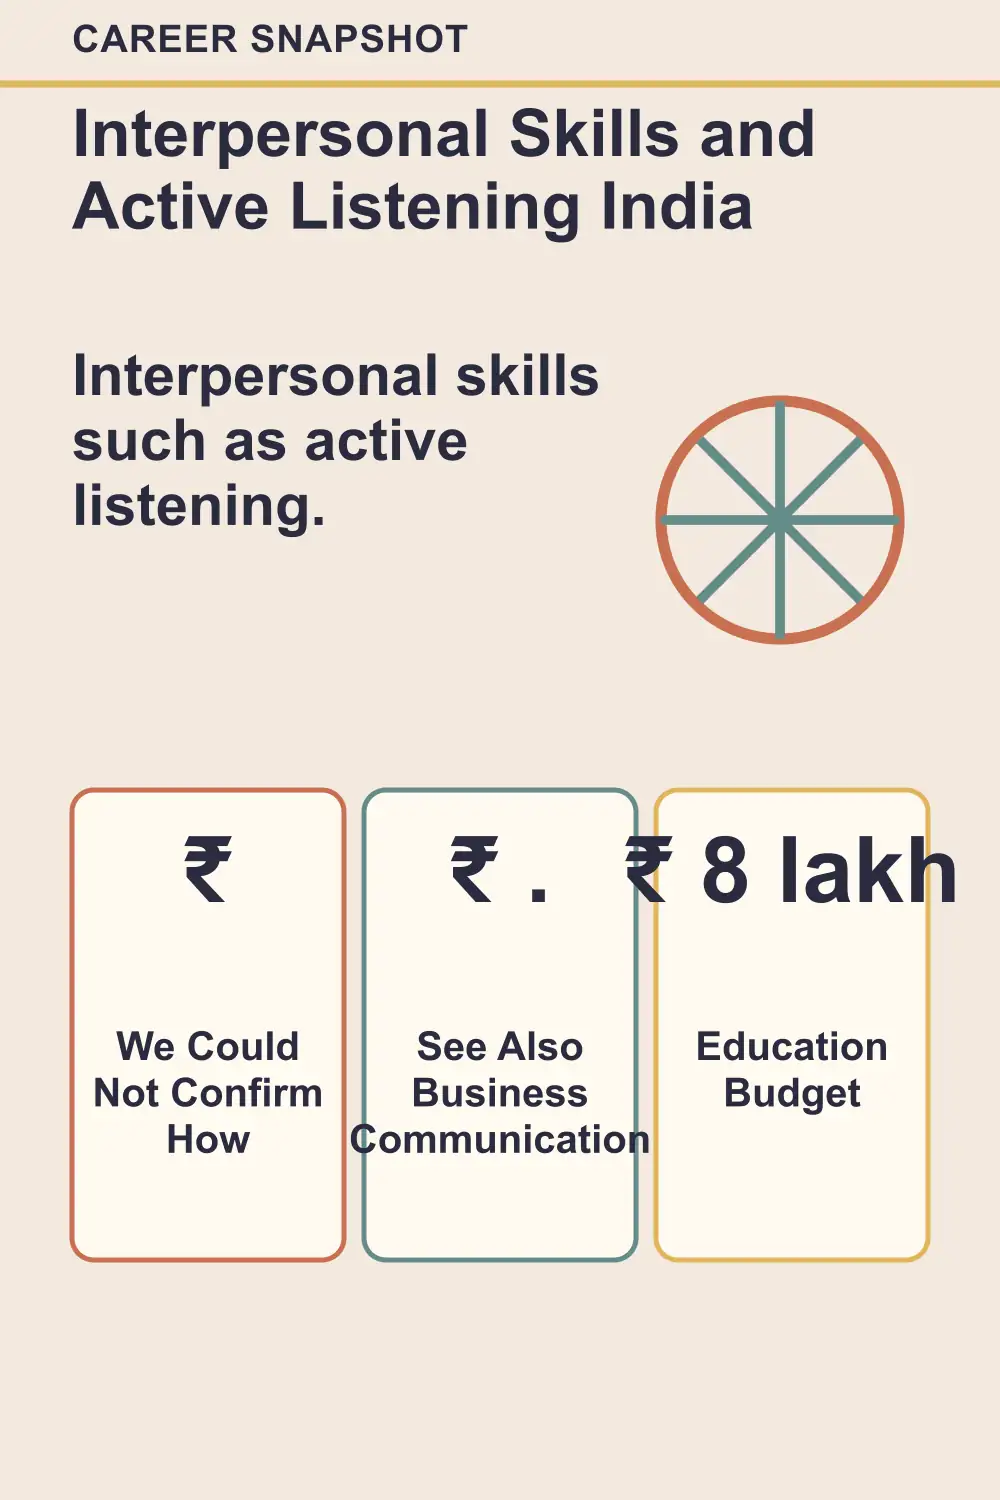 CAREER SNAPSHOT
Interpersonal Skills and
Active Listening India
Interpersonal skills
such as active
listening.
₹
We Could
Not Confirm
How
₹ .
See Also
Business
Communication
₹ 8 lakh
Education
Budget